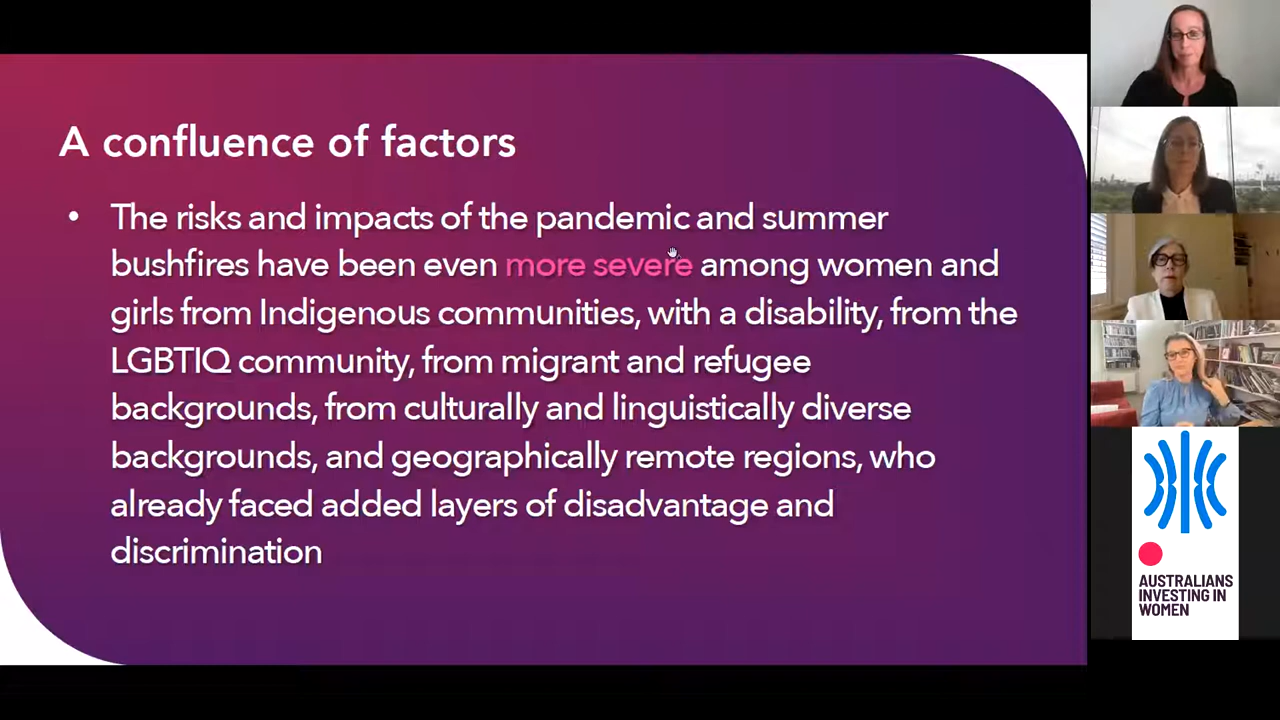 A confluence of factors
• The risks and impacts of the pandemic and summer
bushfires have been even more severe among women and
girls from Indigenous communities, with a disability, from the
LGBTIQ community, from migrant and refugee
backgrounds, from culturally and linguistically diverse
backgrounds, and geographically remote regions, who
already faced added layers of disadvantage and
discrimination
AUSTRALIANS
INVESTING IN
WOMEN